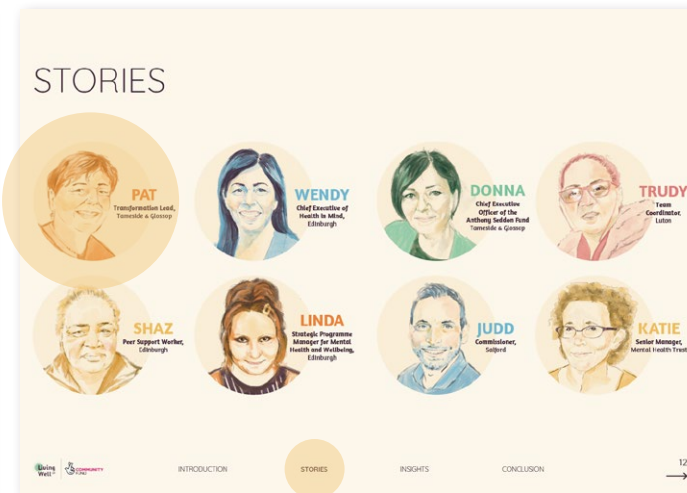 STORIES
PAT
Transformation Lead,
Tameside & Glossop
WENDY
Chief Executive of
Health in Mind,
Edinburgh
DONNA
Chief Executive
Officer of the
Anthony Seddon Fund
Tameside & Glossop
TRUDY
Team
Coordinator,
Luton
SHAZ
Peer Support Worker,
Edinburgh
LINDA
Strategic Programme
Manager for Mental
Health and Wellbeing,
Edinburgh
JUDD
Commissioner,
Salford
KATIE
Senior Manager,
Mental Health Trust
Living
Well
COMMUNITY
FUND
INTRODUCTION
STORIES
INSIGHTS
CONCLUSION
12